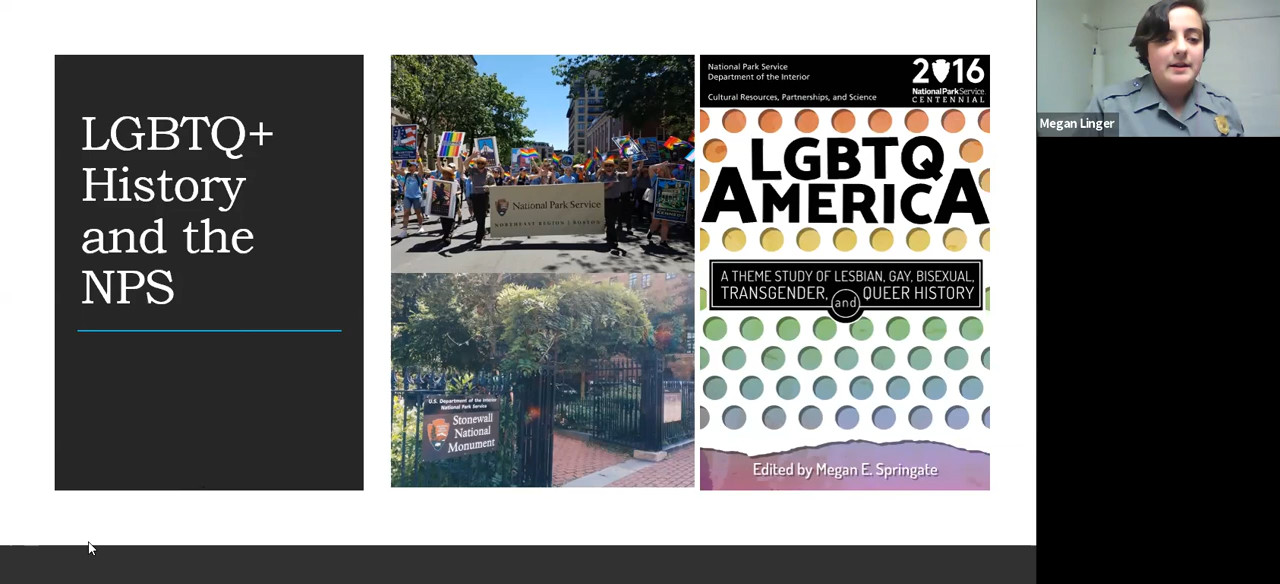 LGBTQ+
History
and the
NPS
National Park Service
NORTHEAST REGION | BOSTON
U.S. Department of the Interior
National Park Service
Stonewall
National
Monument
National Park Service
Department of the Interior
Cultural Resources, Partnerships, and Science
2016
National Park Service
CENTENNIAL
LGBTQ
AMERICA
A THEME STUDY OF LESBIAN, GAY, BISEXUAL,
TRANSGENDER, and QUEER HISTORY
Edited by Megan E. Springate
Megan Linger